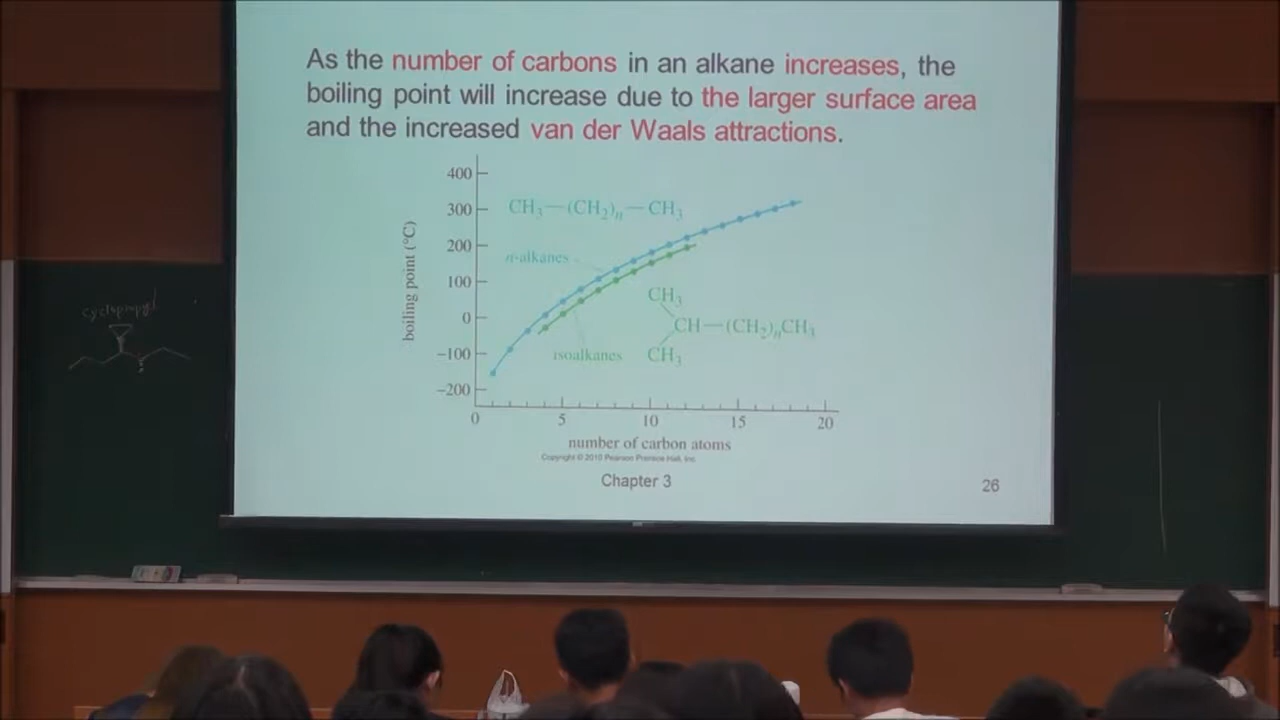 As the number of carbons in an alkane increases, the
boiling point will increase due to the larger surface area
and the increased van der Waals attractions.
400
300
200
100
0
−100
−200
boiling point (°C)
CH₃—(CH₂)ₙ—CH₃
n-alkanes
CH₃
CH—(CH₂)ₙCH₃
CH₃
isoalkanes
0 5 10 15 20
number of carbon atoms
Copyright © 2010 Pearson Prentice Hall, Inc.
Chapter 3
26
cyclopropyl